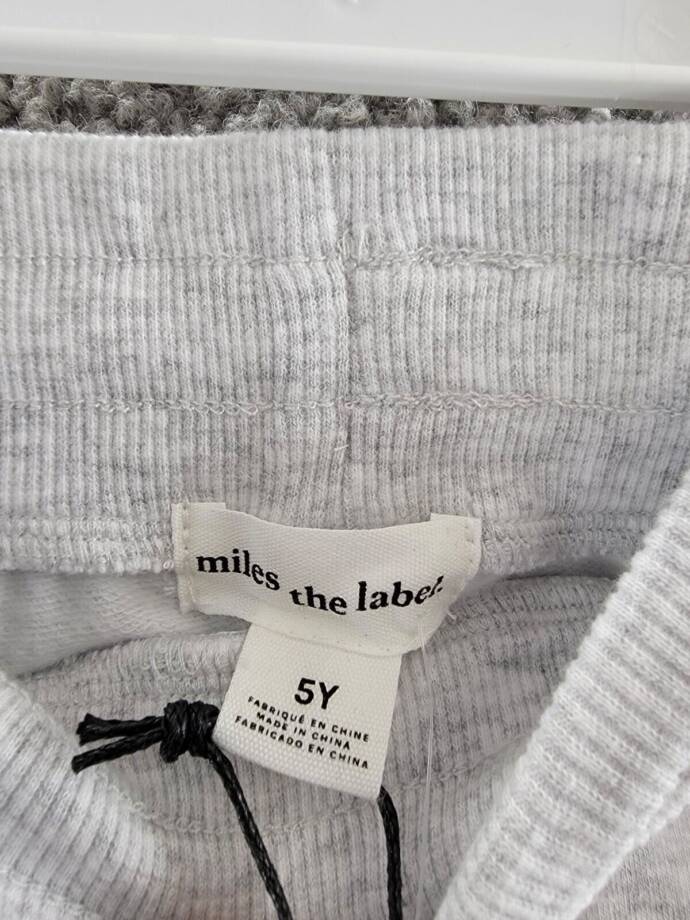 miles the label.
5Y
FABRIQUÉ EN CHINE
MADE IN CHINA
FABRICADO EN CHINA